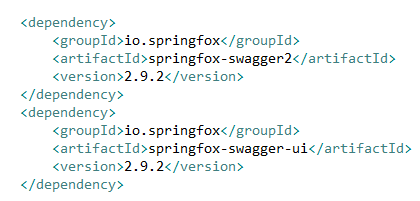 <dependency>
    <groupId>io.springfox</groupId>
    <artifactId>springfox-swagger2</artifactId>
    <version>2.9.2</version>
</dependency>
<dependency>
    <groupId>io.springfox</groupId>
    <artifactId>springfox-swagger-ui</artifactId>
    <version>2.9.2</version>
</dependency>